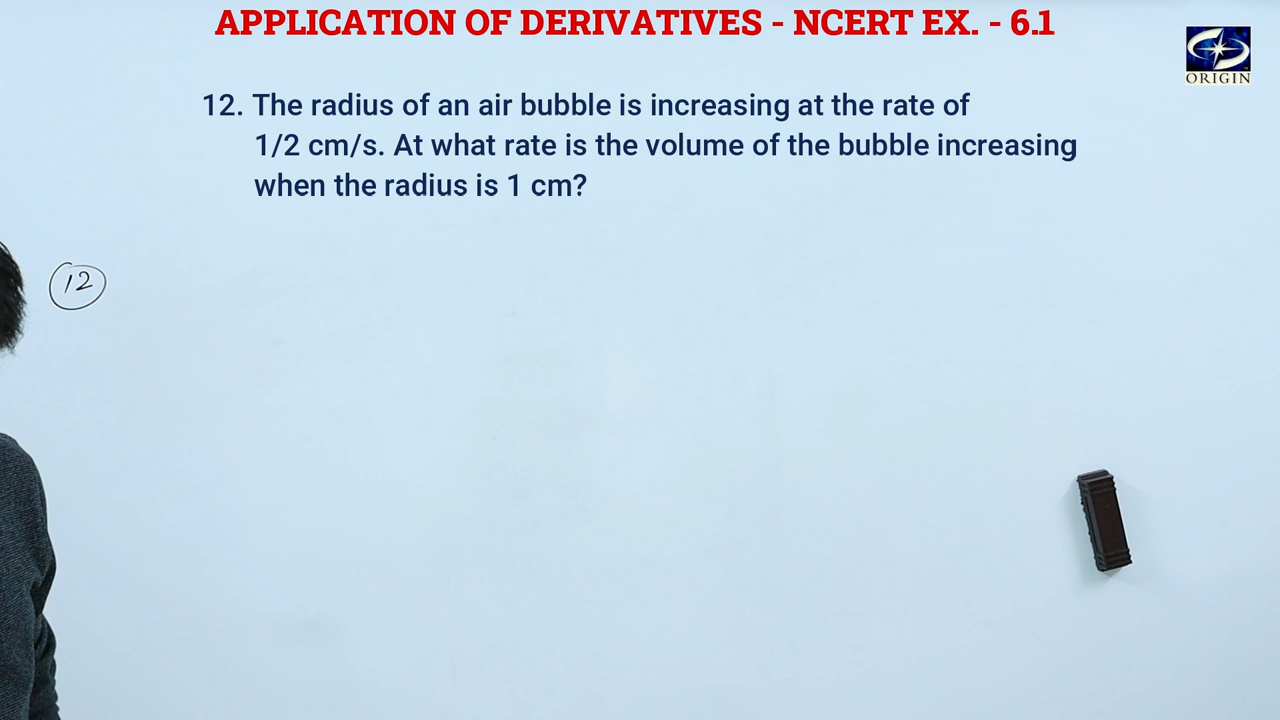 APPLICATION OF DERIVATIVES - NCERT EX. - 6.1
ORIGIN
12. The radius of an air bubble is increasing at the rate of
1/2 cm/s. At what rate is the volume of the bubble increasing
when the radius is 1 cm?
12